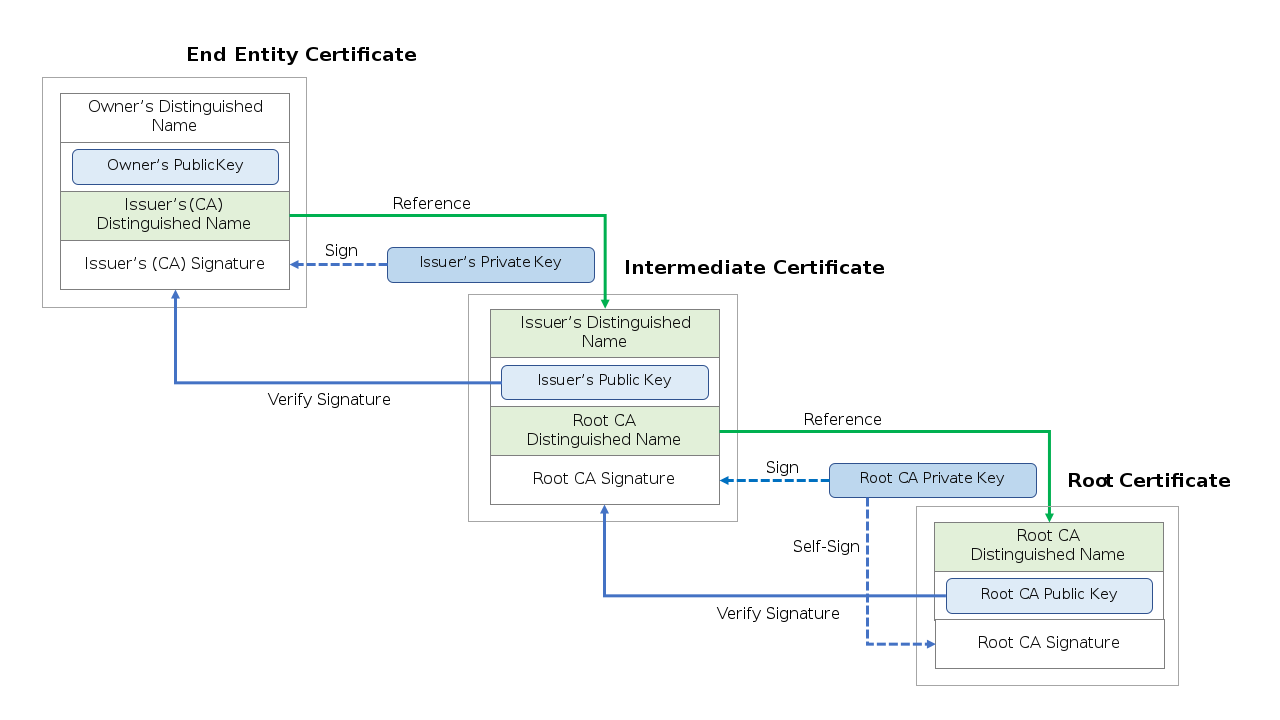 End Entity Certificate
Owner's Distinguished
Name
Owner's PublicKey
Issuer's (CA)
Distinguished Name
Issuer's (CA) Signature
Reference
Sign
Issuer's Private Key
Verify Signature
Intermediate Certificate
Issuer's Distinguished
Name
Issuer's Public Key
Root CA
Distinguished Name
Root CA Signature
Reference
Sign
Root CA Private Key
Self-Sign
Verify Signature
Root Certificate
Root CA
Distinguished Name
Root CA Public Key
Root CA Signature